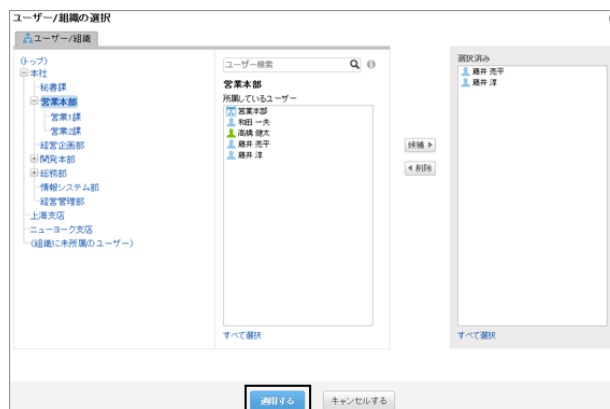 ユーザー/組織の選択
ユーザー/組織
(トップ)
本社
秘書課
営業本部
営業1課
営業2課
経営企画部
開発本部
総務部
情報システム部
経営管理部
上海支店
ニューヨーク支店
(組織に未所属のユーザー)
ユーザー検索
営業本部
所属しているユーザー
営業本部
和田 一夫
高橋 健太
藤井 亮平
藤井 淳
すべて選択
候補
削除
選択済み
藤井 亮平
藤井 淳
すべて選択
適用する
キャンセルする